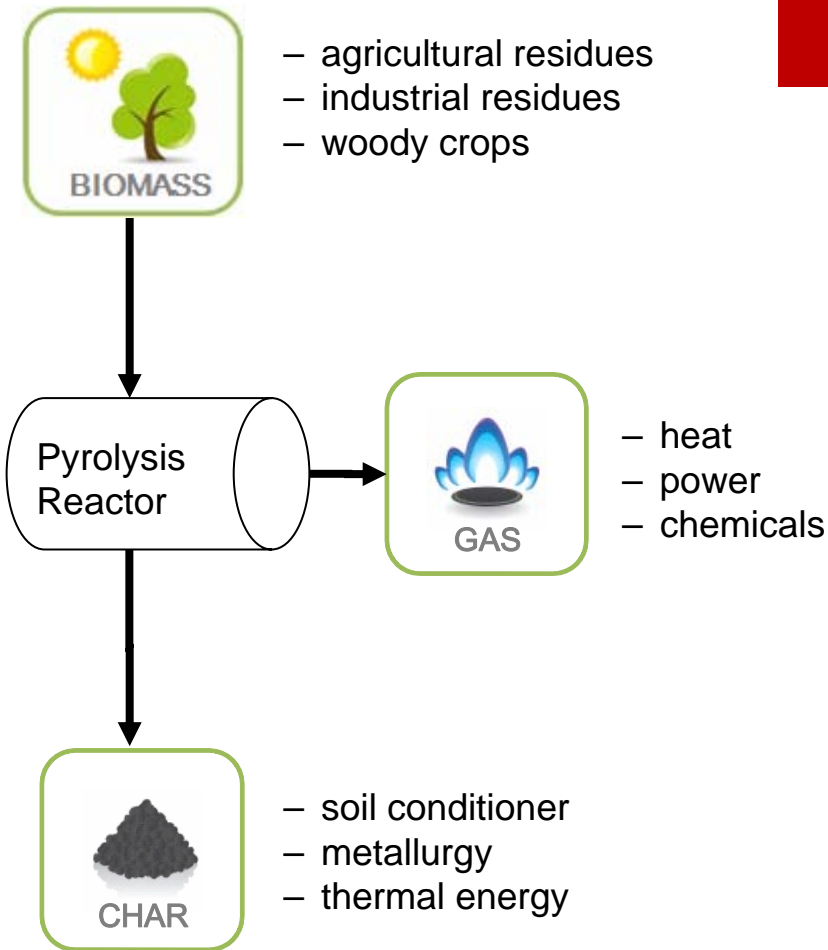 BIOMASS
– agricultural residues
– industrial residues
– woody crops
Pyrolysis
Reactor
GAS
– heat
– power
– chemicals
CHAR
– soil conditioner
– metallurgy
– thermal energy